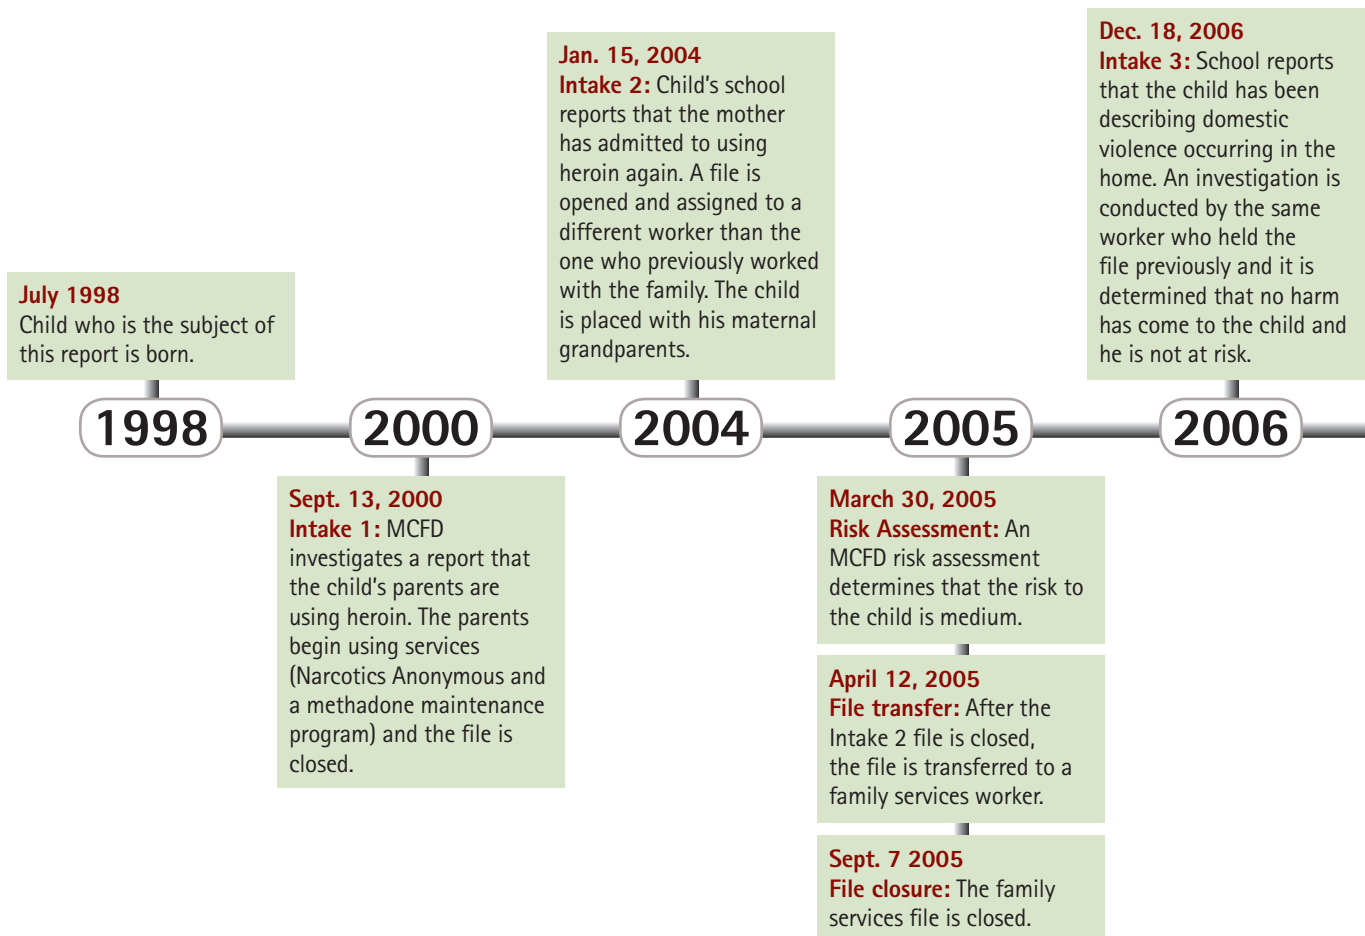 July 1998
Child who is the subject of
this report is born.
1998
Sept. 13, 2000
Intake 1: MCFD
investigates a report that
the child's parents are
using heroin. The parents
begin using services
(Narcotics Anonymous and
a methadone maintenance
program) and the file is
closed.
2000
Jan. 15, 2004
Intake 2: Child's school
reports that the mother
has admitted to using
heroin again. A file is
opened and assigned to a
different worker than the
one who previously worked
with the family. The child
is placed with his maternal
grandparents.
2004
2005
March 30, 2005
Risk Assessment: An
MCFD risk assessment
determines that the risk to
the child is medium.
April 12, 2005
File transfer: After the
Intake 2 file is closed,
the file is transferred to a
family services worker.
Sept. 7 2005
File closure: The family
services file is closed.
Dec. 18, 2006
Intake 3: School reports
that the child has been
describing domestic
violence occurring in the
home. An investigation is
conducted by the same
worker who held the
file previously and it is
determined that no harm
has come to the child and
he is not at risk.
2006